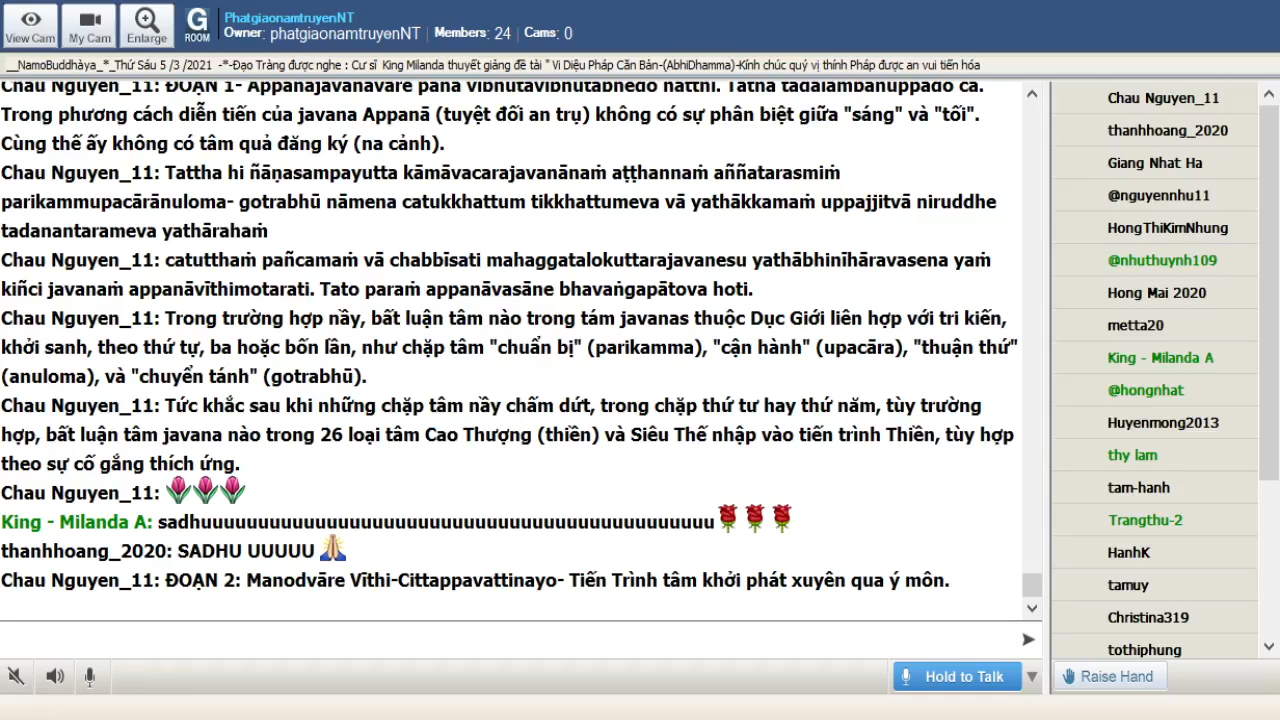 View Cam
My Cam
Enlarge
G
ROOM
PhatgiaonamtruyenNT
Owner: phatgiaonamtruyenNT | Members: 24 | Cams: 0
__NamoBuddhàya_*_Thứ Sáu 5 /3 /2021 -*-Đạo Tràng được nghe : Cư sĩ King Milanda thuyết giảng đề tài " Vi Diệu Pháp Căn Bản-(AbhiDhamma)-Kính chúc quý vị thính Pháp được an vui tiến hóa
Chau Nguyen_11: ĐOẠN 1- Appanājavanavāre pana vibhūtāvibhūtabhedo natthi. Tathā tadālambanuppādo ca.
Trong phương cách diễn tiến của javana Appanā (tuyệt đối an trụ) không có sự phân biệt giữa "sáng" và "tối".
Cùng thế ấy không có tâm quả đăng ký (na cảnh).
Chau Nguyen_11: Tattha hi ñāṇasampayutta kāmāvacarajavanānaṁ aṭṭhannaṁ aññatarasmiṁ
parikammupacārānuloma- gotrabhū nāmena catukkhattum tikkhattumeva vā yathākkamaṁ uppajjitvā niruddhe
tadanantarameva yathārahaṁ
Chau Nguyen_11: catutthaṁ pañcamaṁ vā chabbīsati mahaggatalokuttarajavanesu yathābhinīhāravasena yaṁ
kiñci javanaṁ appanāvīthimotarati. Tato paraṁ appanāvasāne bhavaṅgapātova hoti.
Chau Nguyen_11: Trong trường hợp nầy, bất luận tâm nào trong tám javanas thuộc Dục Giới liên hợp với tri kiến,
khởi sanh, theo thứ tự, ba hoặc bốn lần, như chặp tâm "chuẩn bị" (parikamma), "cận hành" (upacāra), "thuận thứ"
(anuloma), và "chuyển tánh" (gotrabhū).
Chau Nguyen_11: Tức khắc sau khi những chặp tâm nầy chấm dứt, trong chặp thứ tư hay thứ năm, tùy trường
hợp, bất luận tâm javana nào trong 26 loại tâm Cao Thượng (thiền) và Siêu Thế nhập vào tiến trình Thiền, tùy hợp
theo sự cố gắng thích ứng.
Chau Nguyen_11: 🌷🌷🌷
King - Milanda A: sadhuuuuuuuuuuuuuuuuuuuuuuuuuuuuuuuuuuuuuuuuuuuuu🌹🌹🌹
thanhhoang_2020: SADHU UUUUU 🙏
Chau Nguyen_11: ĐOẠN 2: Manodvāre Vīthi-Cittappavattinayo- Tiến Trình tâm khởi phát xuyên qua ý môn.
Chau Nguyen_11
thanhhoang_2020
Giang Nhat Ha
@nguyennhu11
HongThiKimNhung
@nhuthuynh109
Hong Mai 2020
metta20
King - Milanda A
@hongnhat
Huyenmong2013
thy lam
tam-hanh
Trangthu-2
HanhK
tamuy
Christina319
tothiphung
Hold to Talk
Raise Hand